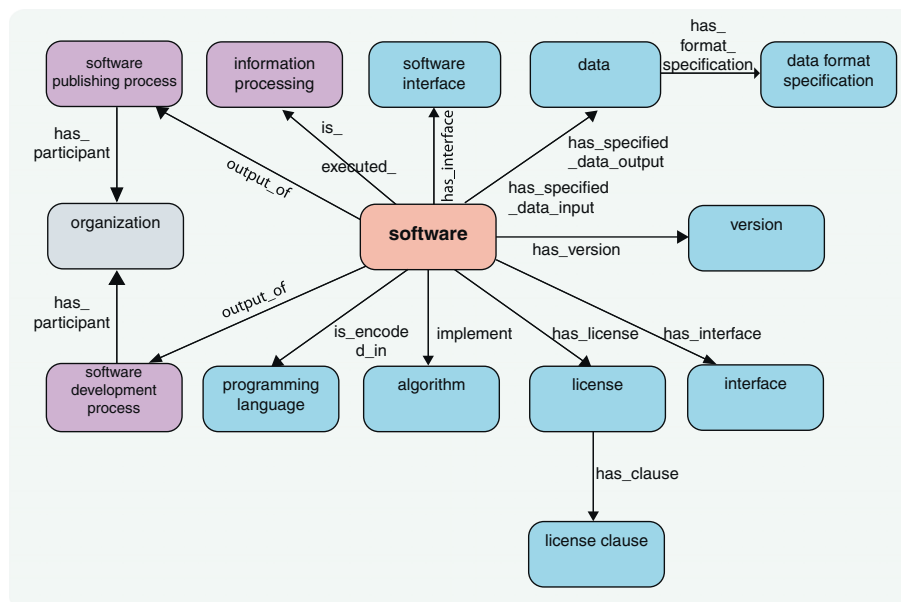 software
publishing process
information
processing
software
interface
data
has_
format_
specification
data format
specification
has_
participant
output_of
is_
executed_
has_interface
has_specified
_data_output
has_specified
_data_input
organization
software
has_version
version
has_
participant
output_of
is_encode
d_in
implement
has_license
has_interface
software
development
process
programming
language
algorithm
license
interface
has_clause
license clause